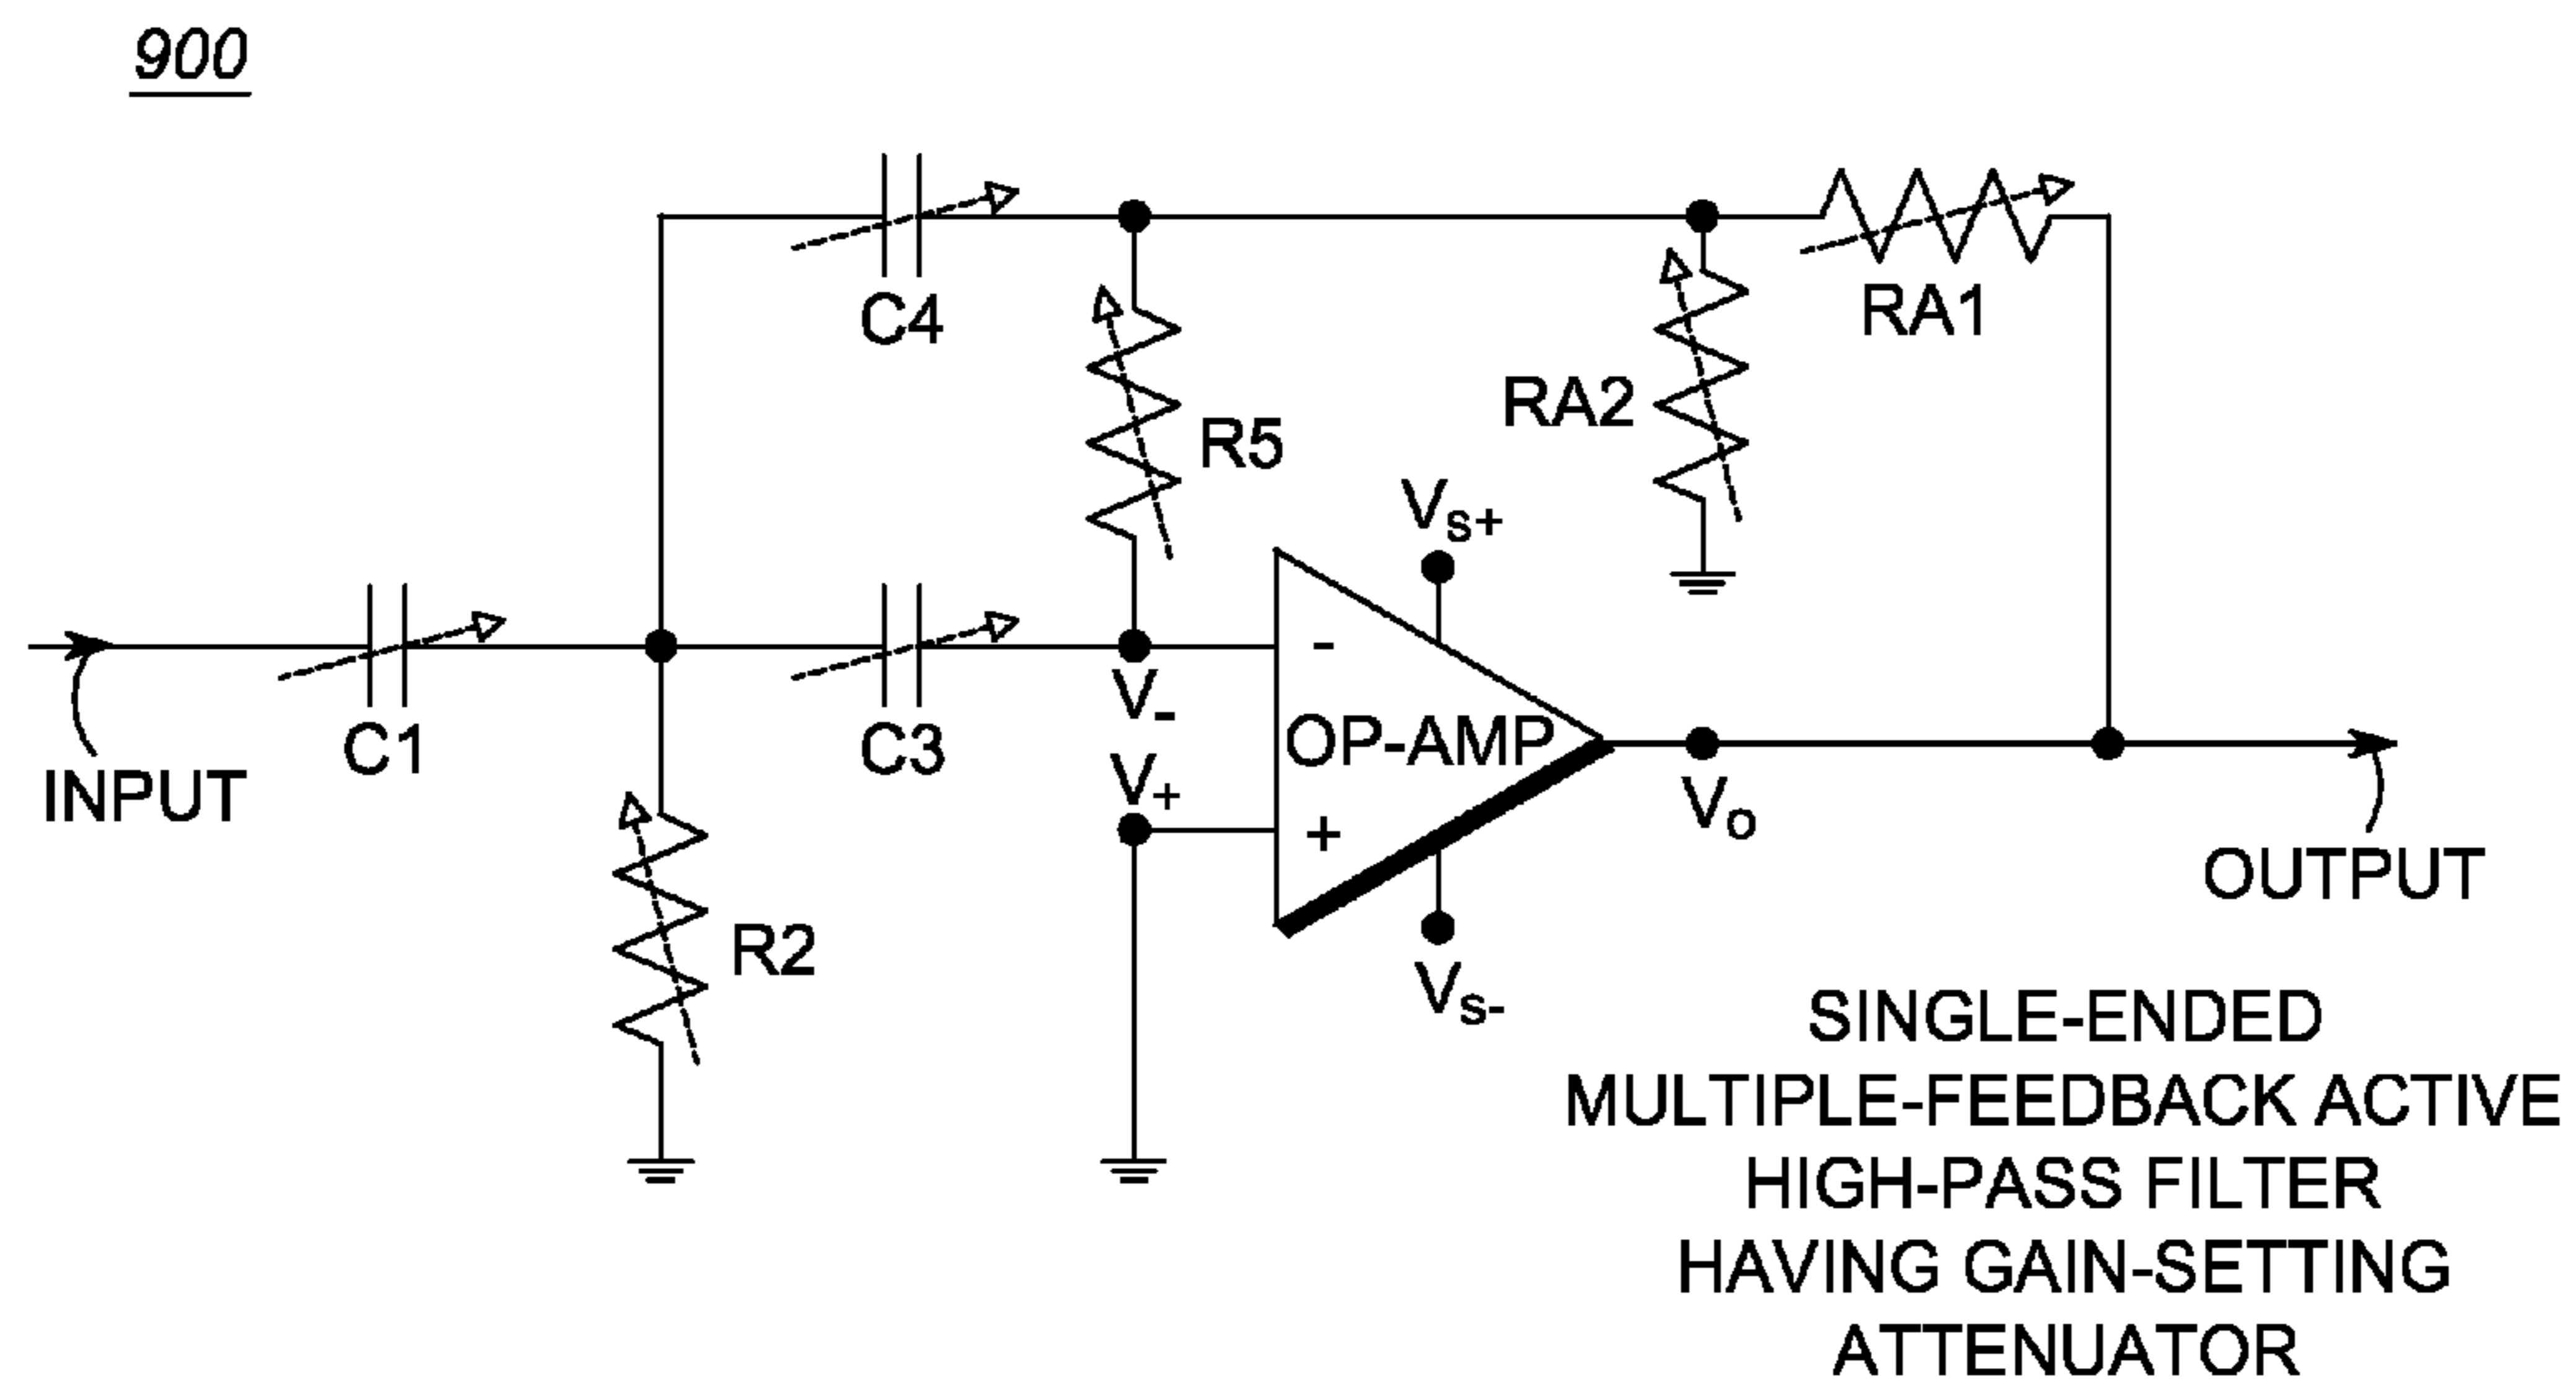 900
C4
RA1
RA2
R5
Vs+
-
V-
C1
C3
OP-AMP
INPUT
V+
+
Vo
OUTPUT
R2
Vs-
SINGLE-ENDED
MULTIPLE-FEEDBACK ACTIVE
HIGH-PASS FILTER
HAVING GAIN-SETTING
ATTENUATOR